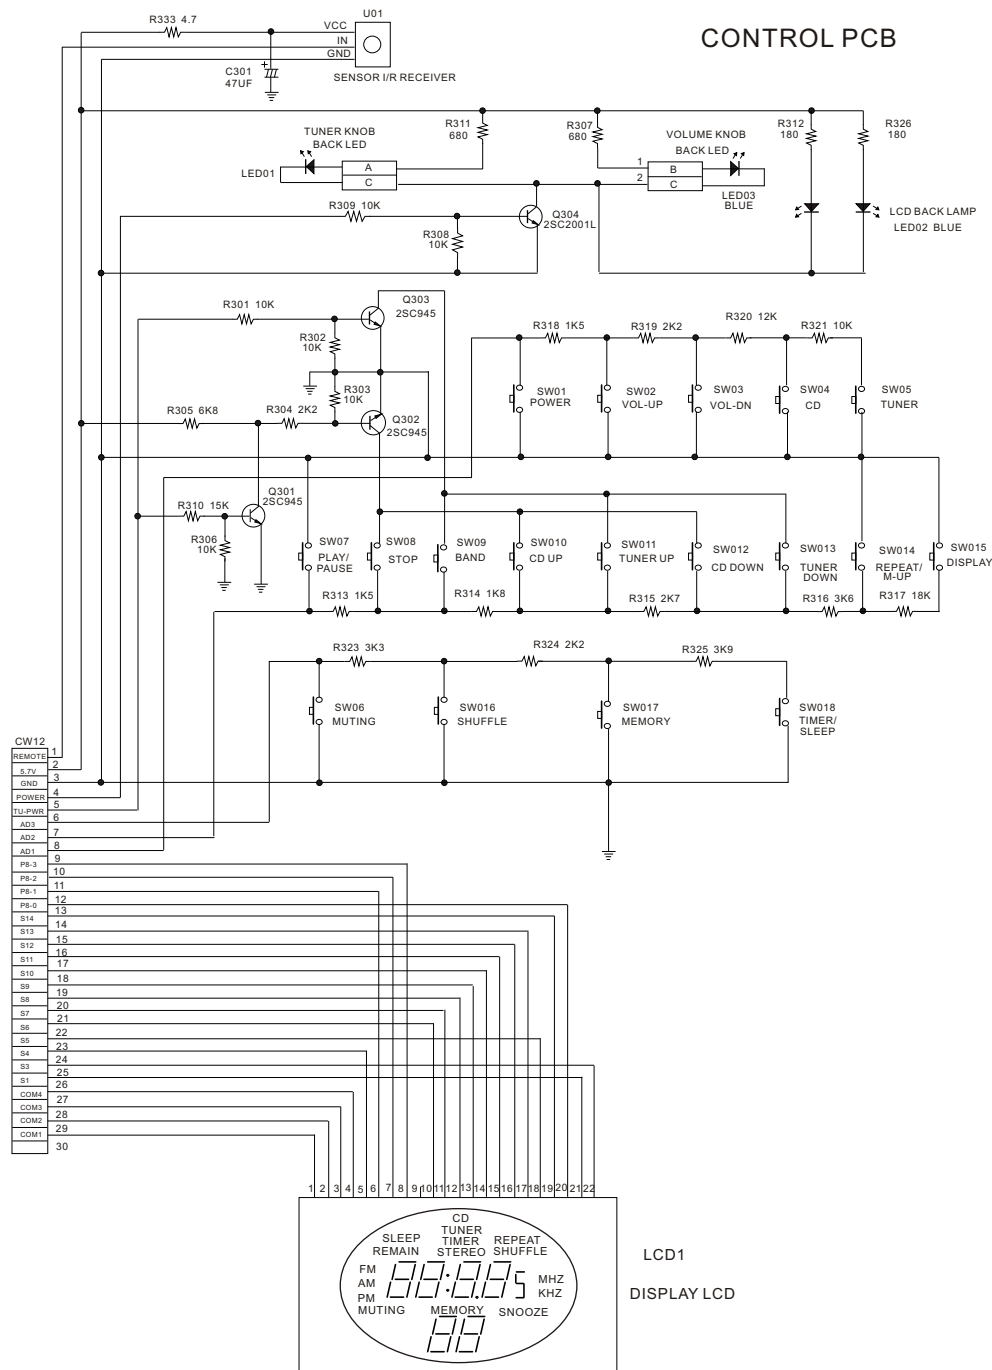 CONTROL PCB
U01
R333 4.7
VCC
IN
GND
C301
47UF
SENSOR I/R RECEIVER
TUNER KNOB
BACK LED
R311
680
R307
680
VOLUME KNOB
BACK LED
R312
180
R326
180
LED01
A
C
1
2
B
C
LED03
BLUE
R309 10K
Q304
2SC2001L
LCD BACK LAMP
LED02 BLUE
R308
10K
R301 10K
Q303
2SC945
R302
10K
R303
10K
R305 6K8
R304 2K2
Q302
2SC945
R318 1K5
R319 2K2
R320 12K
R321 10K
SW01
POWER
SW02
VOL-UP
SW03
VOL-DN
SW04
CD
SW05
TUNER
Q301
2SC945
R310 15K
R306
10K
SW07
PLAY/
PAUSE
SW08
STOP
SW09
BAND
SW010
CD UP
SW011
TUNER UP
SW012
CD DOWN
SW013
TUNER
DOWN
SW014
REPEAT/
M-UP
SW015
DISPLAY
R313 1K5
R314 1K8
R315 2K7
R316 3K6
R317 18K
R323 3K3
R324 2K2
R325 3K9
SW06
MUTING
SW016
SHUFFLE
SW017
MEMORY
SW018
TIMER/
SLEEP
CW12
REMOTE 1
5.7V 2
GND 3
POWER 4
TU-PWR 5
AD3 6
AD2 7
AD1 8
P8-3 9
P8-2 10
P8-1 11
P8-0 12
S14 13
S13 14
S12 15
S11 16
S10 17
S9 18
S8 19
S7 20
S6 21
S5 22
S4 23
S3 24
S1 25
COM4 26
COM3 27
COM2 28
COM1 29
30
1 2 3 4 5 6 7 8 9 10 11 12 13 14 15 16 17 18 19 20 21 22
CD
TUNER
TIMER
STEREO
SLEEP
REMAIN
REPEAT
SHUFFLE
FM
AM
PM
MUTING
88:8.85
MHZ
KHZ
MEMORY
SNOOZE
88
LCD1
DISPLAY LCD